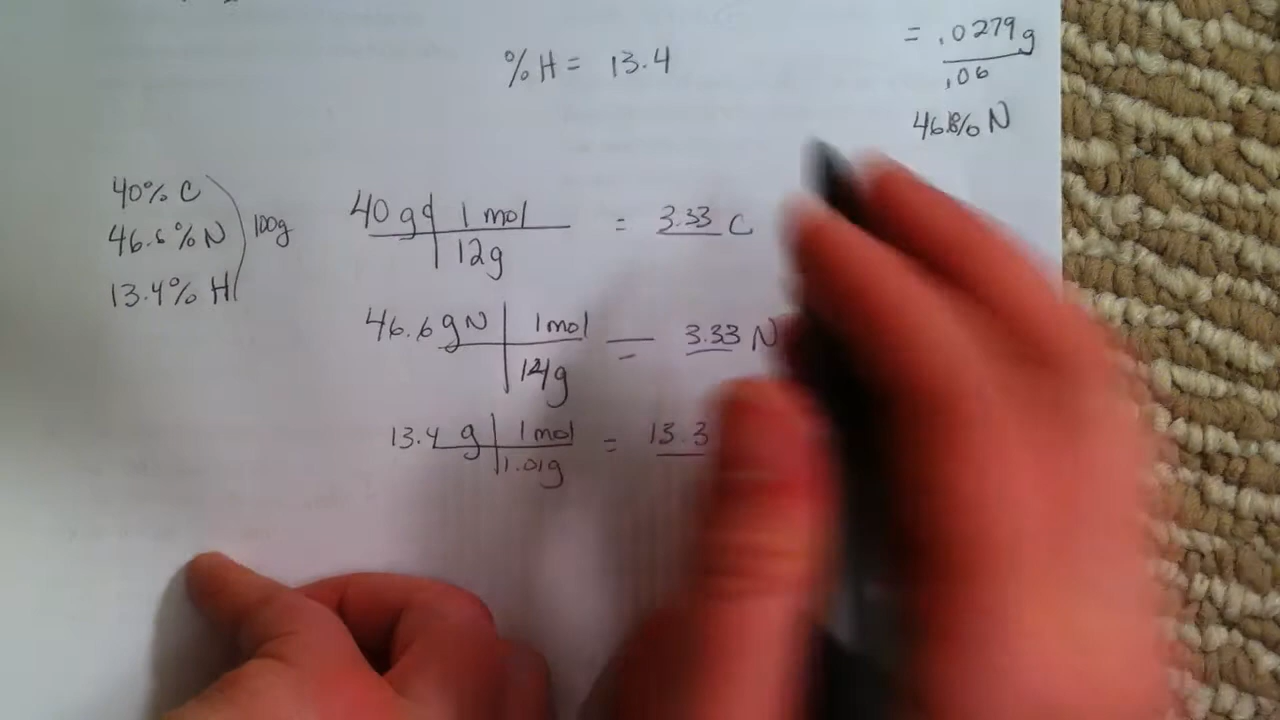 = .0279g
.06
%H = 13.4
46.6% N
40% C
46.6% N
13.4% H
100g
40 g C 1 mol = 3.33 C
12g
46.6 g N 1 mol = 3.33 N
14g
13.4 g 1 mol = 13.3
1.01g